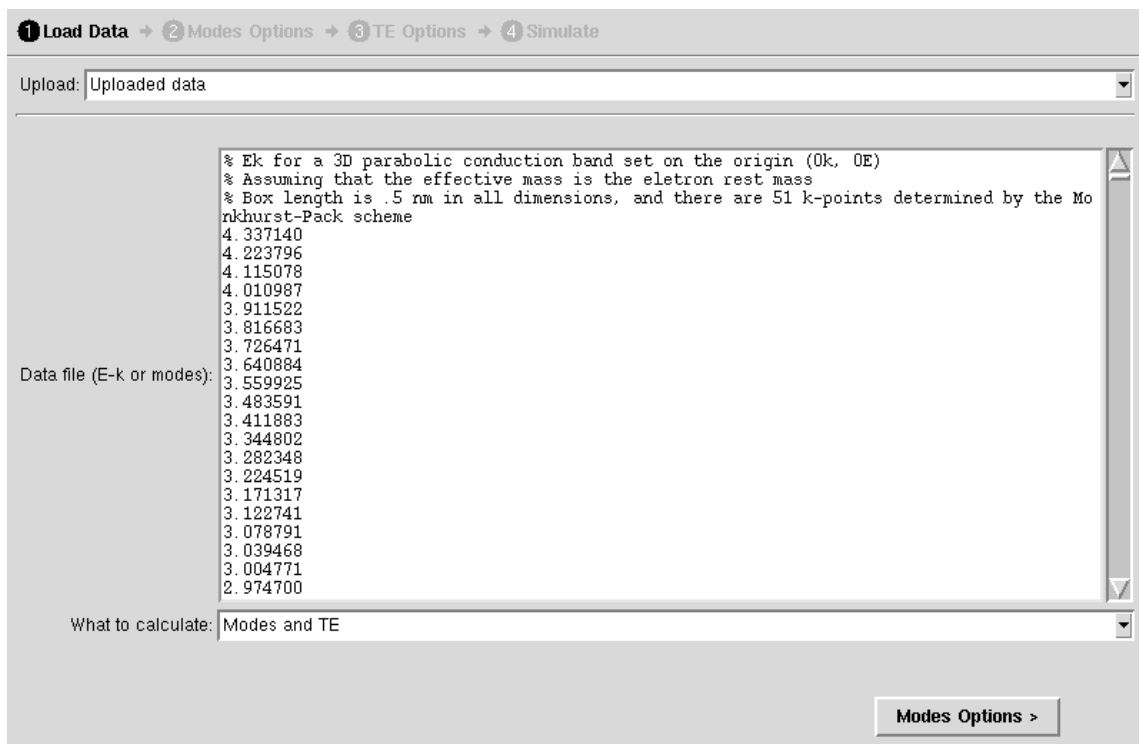 1 Load Data → 2 Modes Options → 3 TE Options → 4 Simulate
Upload: Uploaded data
% Ek for a 3D parabolic conduction band set on the origin (0k, 0E)
% Assuming that the effective mass is the eletron rest mass
% Box length is .5 nm in all dimensions, and there are 51 k-points determined by the Mo
nkhurst-Pack scheme
4.337140
4.223796
4.115078
4.010987
3.911522
3.816683
3.726471
3.640884
Data file (E-k or modes):
3.559925
3.483591
3.411883
3.344802
3.282348
3.224519
3.171317
3.122741
3.078791
3.039468
3.004771
2.974700
What to calculate: Modes and TE
Modes Options >